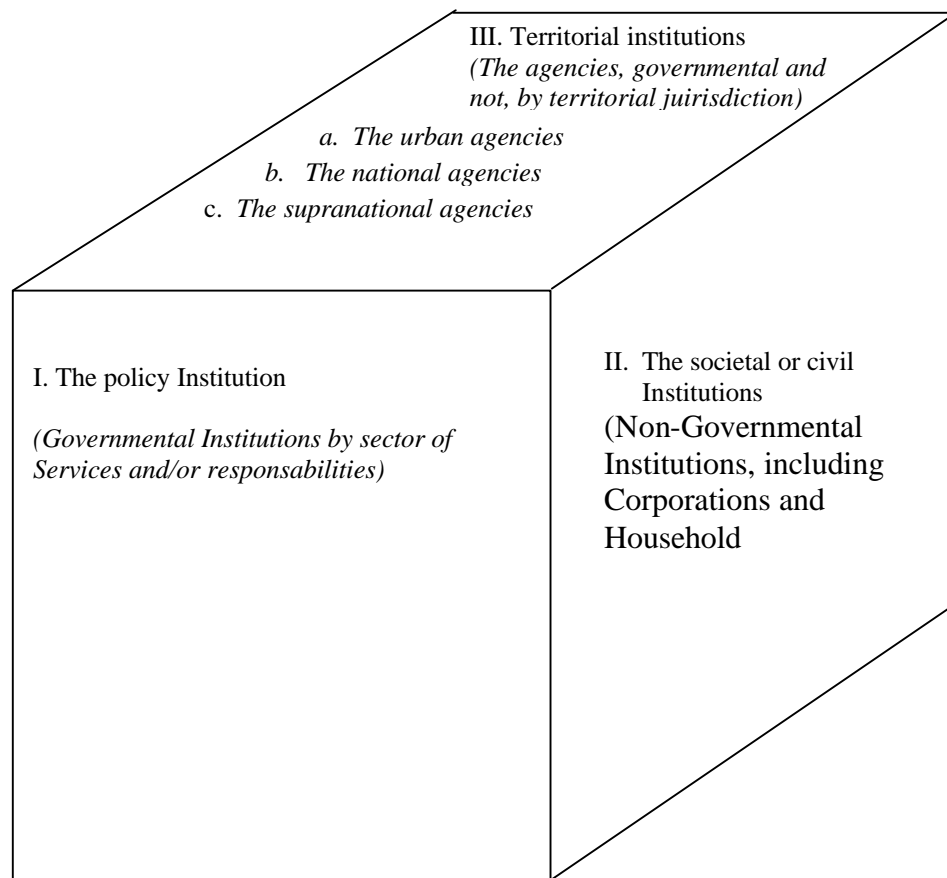 III. Territorial institutions
(The agencies, governmental and
not, by territorial juirisdiction)
a. The urban agencies
b. The national agencies
c. The supranational agencies
I. The policy Institution
(Governmental Institutions by sector of
Services and/or responsabilities)
II. The societal or civil
Institutions
(Non-Governmental
Institutions, including
Corporations and
Household